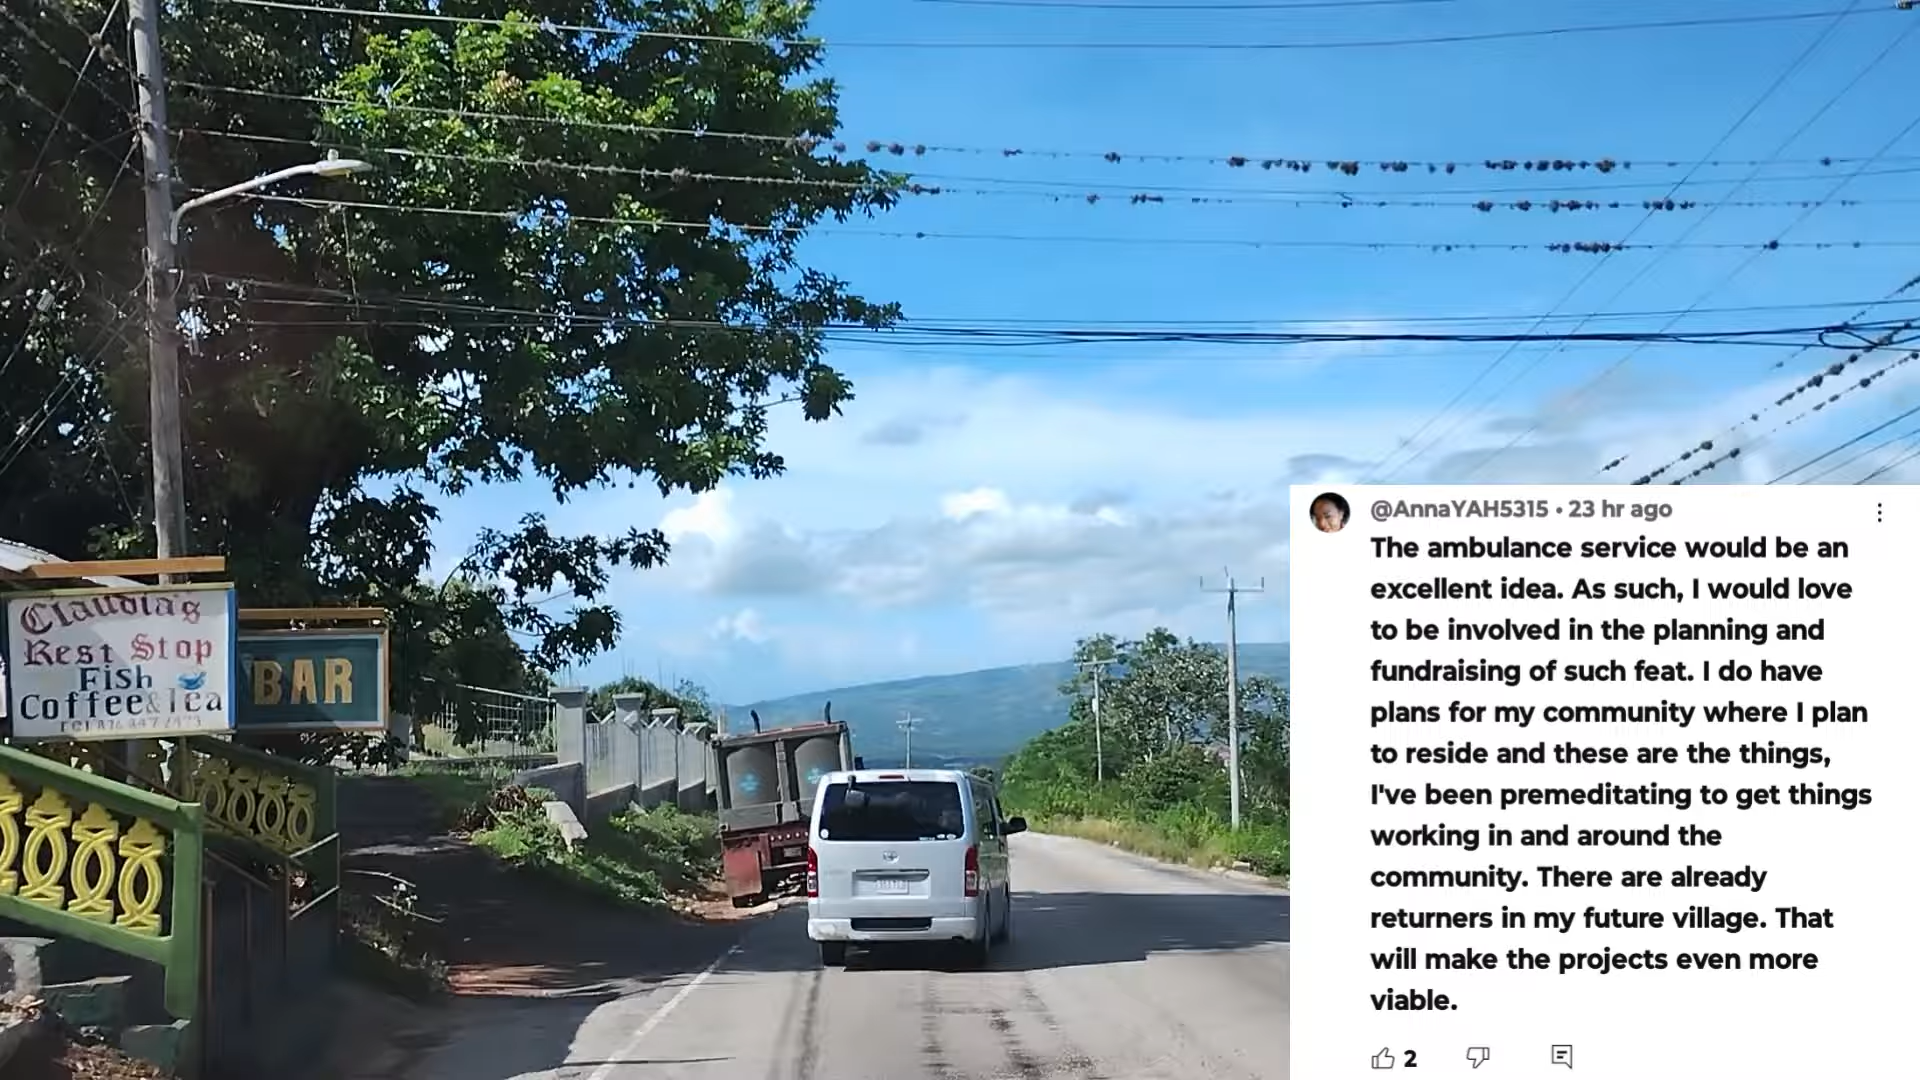 Claudia's
Rest Stop
Fish
Coffee & Tea
BAR
@AnnaYAH5315 • 23 hr ago
The ambulance service would be an
excellent idea. As such, I would love
to be involved in the planning and
fundraising of such feat. I do have
plans for my community where I plan
to reside and these are the things,
I've been premeditating to get things
working in and around the
community. There are already
returners in my future village. That
will make the projects even more
viable.
2